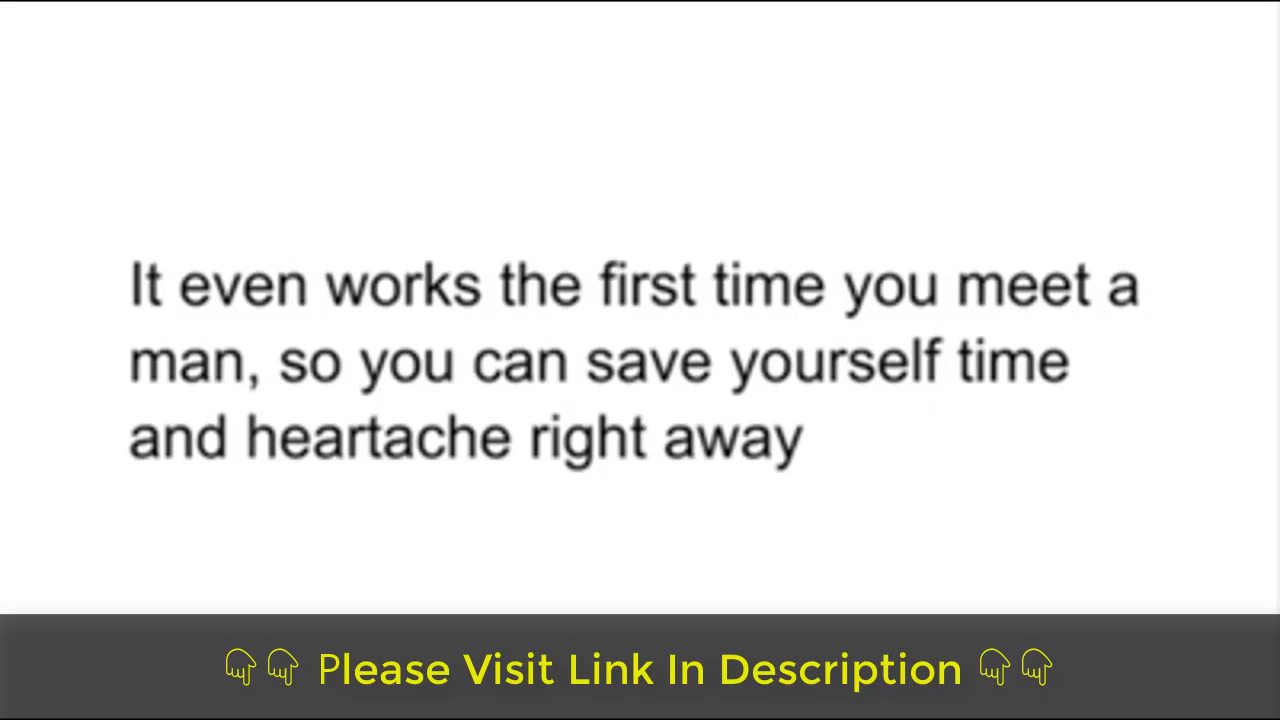 It even works the first time you meet a
man, so you can save yourself time
and heartache right away
👇👇 Please Visit Link In Description 👇👇